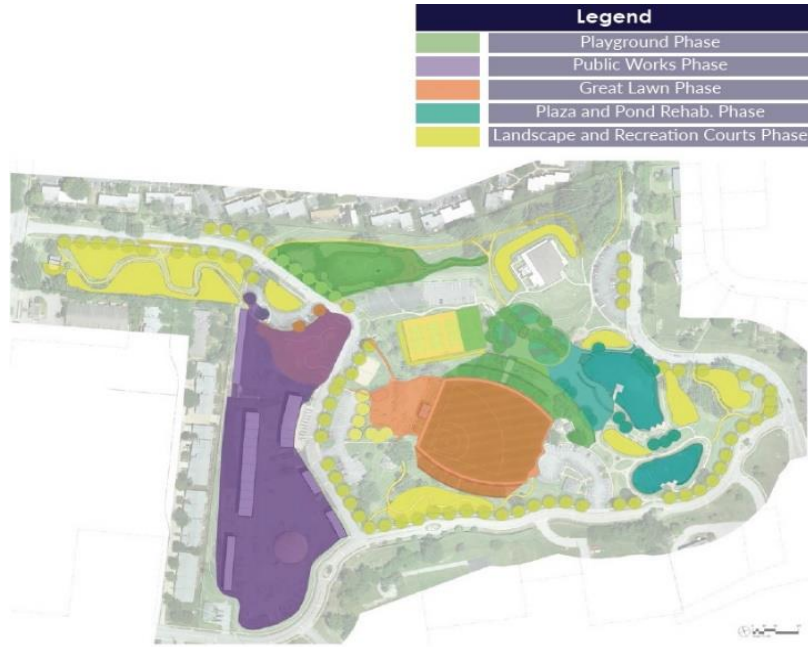 Legend
Playground Phase
Public Works Phase
Great Lawn Phase
Plaza and Pond Rehab. Phase
Landscape and Recreation Courts Phase